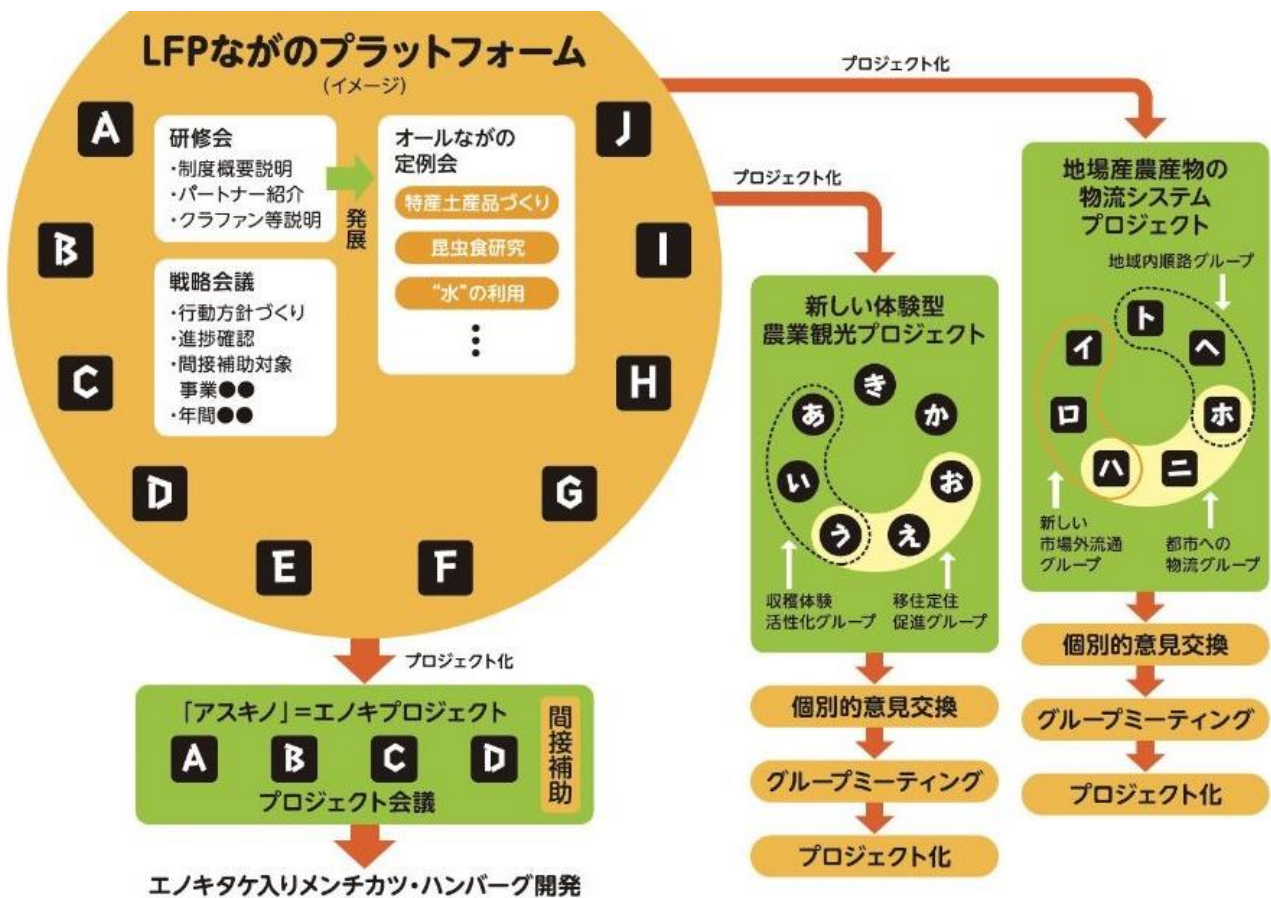 LFPながのプラットフォーム
(イメージ)
A
B
C
D
E
F
G
H
I
J
研修会
・制度概要説明
・パートナー紹介
・クラファン等説明
発展
戦略会議
・行動方針づくり
・進捗確認
・間接補助対象
事業●●
・年間●●
オールながの
定例会
特産土産品づくり
昆虫食研究
“水”の利用
プロジェクト化
「アスキノ」=エノキプロジェクト
A B C D
プロジェクト会議
間接補助
エノキタケ入りメンチカツ・ハンバーグ開発
プロジェクト化
新しい体験型
農業観光プロジェクト
あ
い
う
え
お
か
き
収穫体験
活性化グループ
移住定住
促進グループ
個別的意見交換
グループミーティング
プロジェクト化
プロジェクト化
地場産農産物の
物流システム
プロジェクト
地域内順路グループ
イ
ロ
ハ
ニ
ホ
ヘ
ト
新しい
市場外流通
グループ
都市への
物流グループ
個別的意見交換
グループミーティング
プロジェクト化